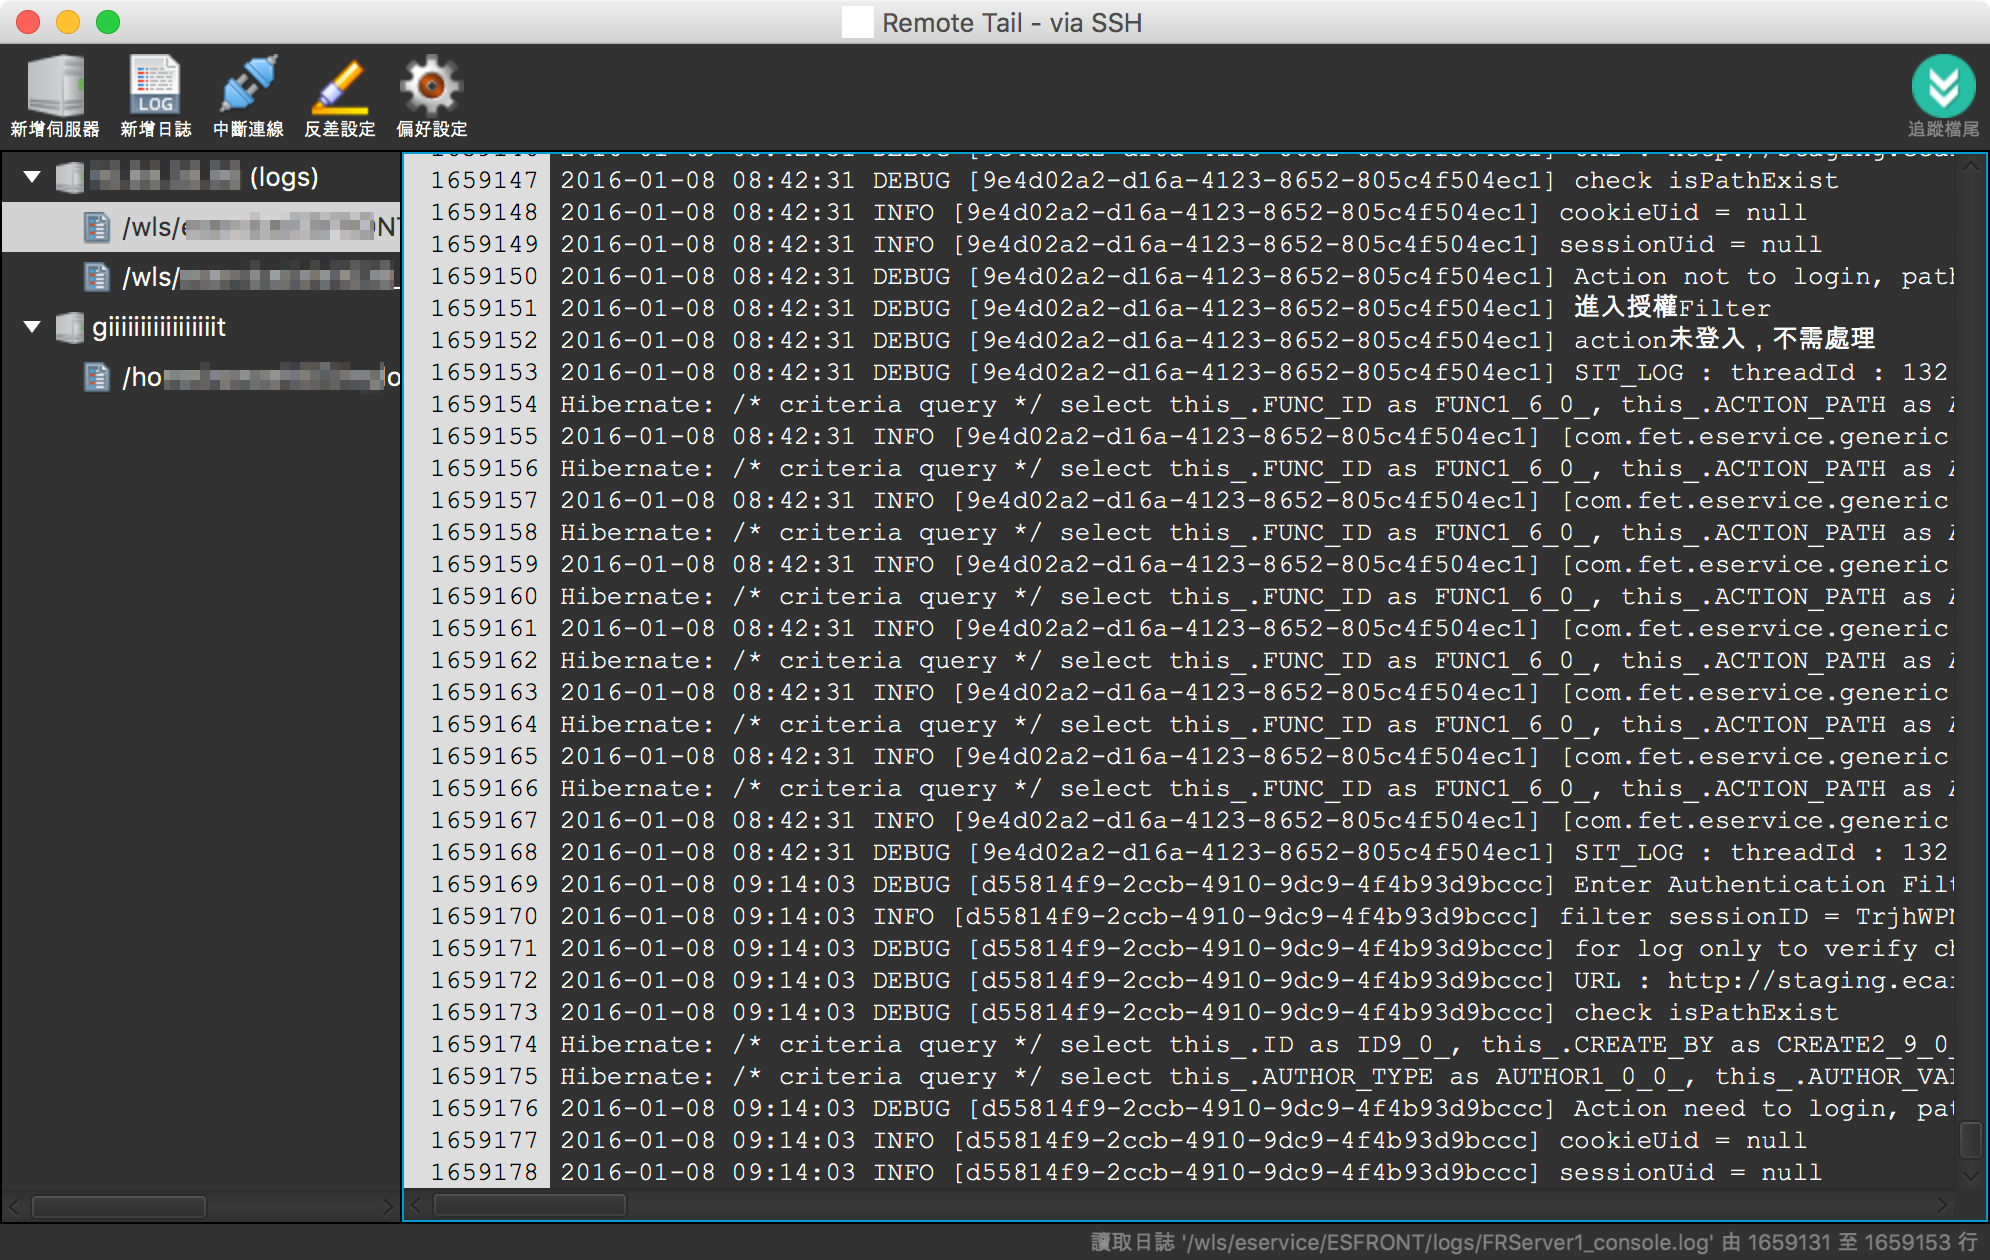 Remote Tail - via SSH
新增伺服器
LOG
新增日誌
中斷連線
反差設定
偏好設定
追蹤檔尾
(logs)
/wls/
/wls/
giiiiiiiiiiiiiiiiit
/ho
1659147 2016-01-08 08:42:31 DEBUG [9e4d02a2-d16a-4123-8652-805c4f504ec1] check isPathExist
1659148 2016-01-08 08:42:31 INFO [9e4d02a2-d16a-4123-8652-805c4f504ec1] cookieUid = null
1659149 2016-01-08 08:42:31 INFO [9e4d02a2-d16a-4123-8652-805c4f504ec1] sessionUid = null
1659150 2016-01-08 08:42:31 DEBUG [9e4d02a2-d16a-4123-8652-805c4f504ec1] Action not to login, path
1659151 2016-01-08 08:42:31 DEBUG [9e4d02a2-d16a-4123-8652-805c4f504ec1] 進入授權Filter
1659152 2016-01-08 08:42:31 DEBUG [9e4d02a2-d16a-4123-8652-805c4f504ec1] action未登入，不需處理
1659153 2016-01-08 08:42:31 DEBUG [9e4d02a2-d16a-4123-8652-805c4f504ec1] SIT_LOG : threadId : 132
1659154 Hibernate: /* criteria query */ select this_.FUNC_ID as FUNC1_6_0_, this_.ACTION_PATH as
1659155 2016-01-08 08:42:31 INFO [9e4d02a2-d16a-4123-8652-805c4f504ec1] [com.fet.eservice.generic
1659156 Hibernate: /* criteria query */ select this_.FUNC_ID as FUNC1_6_0_, this_.ACTION_PATH as
1659157 2016-01-08 08:42:31 INFO [9e4d02a2-d16a-4123-8652-805c4f504ec1] [com.fet.eservice.generic
1659158 Hibernate: /* criteria query */ select this_.FUNC_ID as FUNC1_6_0_, this_.ACTION_PATH as
1659159 2016-01-08 08:42:31 INFO [9e4d02a2-d16a-4123-8652-805c4f504ec1] [com.fet.eservice.generic
1659160 Hibernate: /* criteria query */ select this_.FUNC_ID as FUNC1_6_0_, this_.ACTION_PATH as
1659161 2016-01-08 08:42:31 INFO [9e4d02a2-d16a-4123-8652-805c4f504ec1] [com.fet.eservice.generic
1659162 Hibernate: /* criteria query */ select this_.FUNC_ID as FUNC1_6_0_, this_.ACTION_PATH as
1659163 2016-01-08 08:42:31 INFO [9e4d02a2-d16a-4123-8652-805c4f504ec1] [com.fet.eservice.generic
1659164 Hibernate: /* criteria query */ select this_.FUNC_ID as FUNC1_6_0_, this_.ACTION_PATH as
1659165 2016-01-08 08:42:31 INFO [9e4d02a2-d16a-4123-8652-805c4f504ec1] [com.fet.eservice.generic
1659166 Hibernate: /* criteria query */ select this_.FUNC_ID as FUNC1_6_0_, this_.ACTION_PATH as
1659167 2016-01-08 08:42:31 INFO [9e4d02a2-d16a-4123-8652-805c4f504ec1] [com.fet.eservice.generic
1659168 2016-01-08 08:42:31 DEBUG [9e4d02a2-d16a-4123-8652-805c4f504ec1] SIT_LOG : threadId : 132
1659169 2016-01-08 09:14:03 DEBUG [d55814f9-2ccb-4910-9dc9-4f4b93d9bccc] Enter Authentication Filt
1659170 2016-01-08 09:14:03 INFO [d55814f9-2ccb-4910-9dc9-4f4b93d9bccc] filter sessionID = TrjhWPN
1659171 2016-01-08 09:14:03 DEBUG [d55814f9-2ccb-4910-9dc9-4f4b93d9bccc] for log only to verify ch
1659172 2016-01-08 09:14:03 DEBUG [d55814f9-2ccb-4910-9dc9-4f4b93d9bccc] URL : http://staging.ecar
1659173 2016-01-08 09:14:03 DEBUG [d55814f9-2ccb-4910-9dc9-4f4b93d9bccc] check isPathExist
1659174 Hibernate: /* criteria query */ select this_.ID as ID9_0_, this_.CREATE_BY as CREATE2_9_0_
1659175 Hibernate: /* criteria query */ select this_.AUTHOR_TYPE as AUTHOR1_0_0_, this_.AUTHOR_VAL
1659176 2016-01-08 09:14:03 DEBUG [d55814f9-2ccb-4910-9dc9-4f4b93d9bccc] Action need to login, pat
1659177 2016-01-08 09:14:03 INFO [d55814f9-2ccb-4910-9dc9-4f4b93d9bccc] cookieUid = null
1659178 2016-01-08 09:14:03 INFO [d55814f9-2ccb-4910-9dc9-4f4b93d9bccc] sessionUid = null
讀取日誌 '/wls/eservice/ESFRONT/logs/FRServer1_console.log' 由 1659131 至 1659153 行